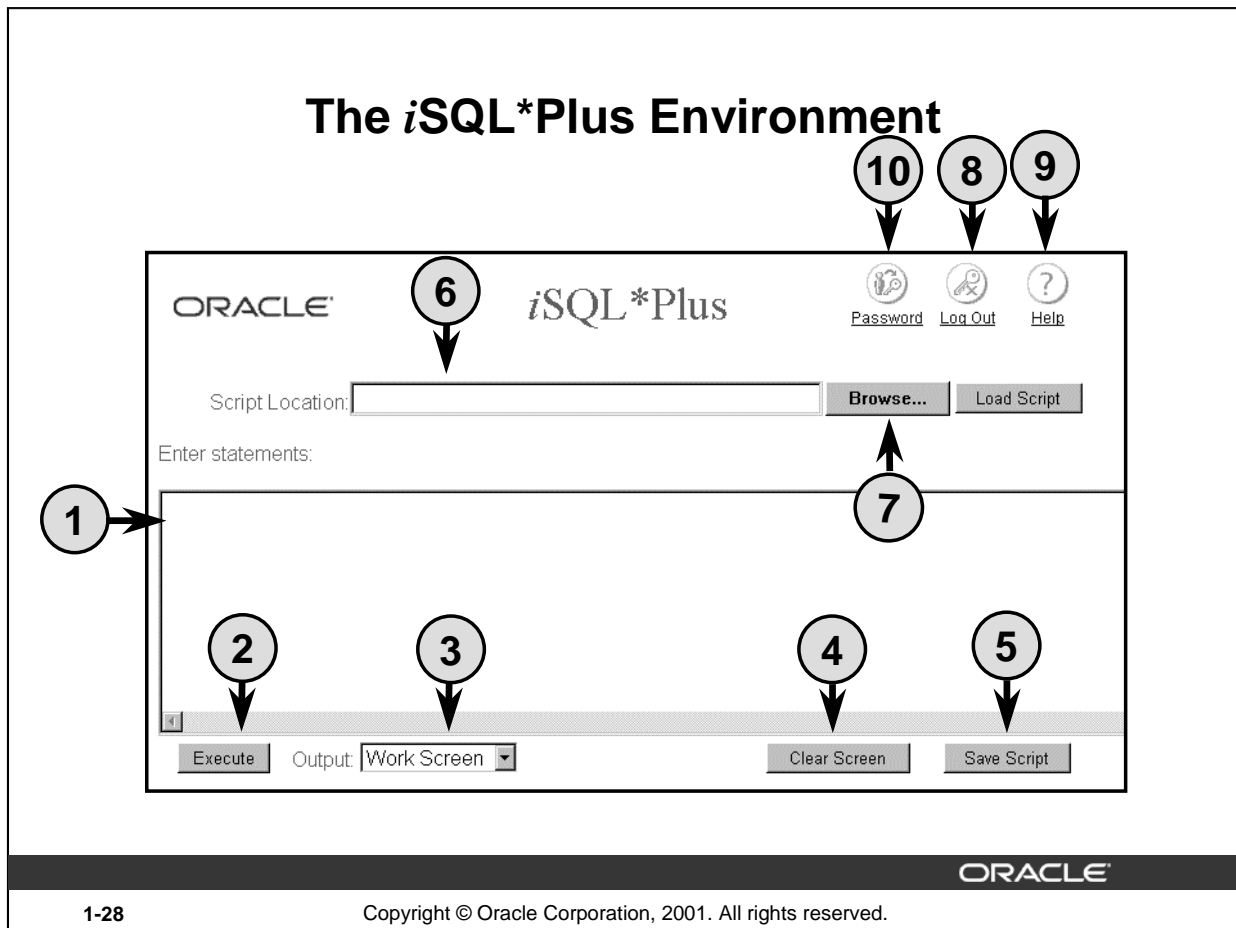 The iSQL*Plus Environment
10 8 9
ORACLE' 6 iSQL*Plus
Password Log Out Help
Script Location: Browse... Load Script
Enter statements:
7
1
2 3 4 5
Execute Output: Work Screen Clear Screen Save Script
ORACLE'
1-28 Copyright © Oracle Corporation, 2001. All rights reserved.